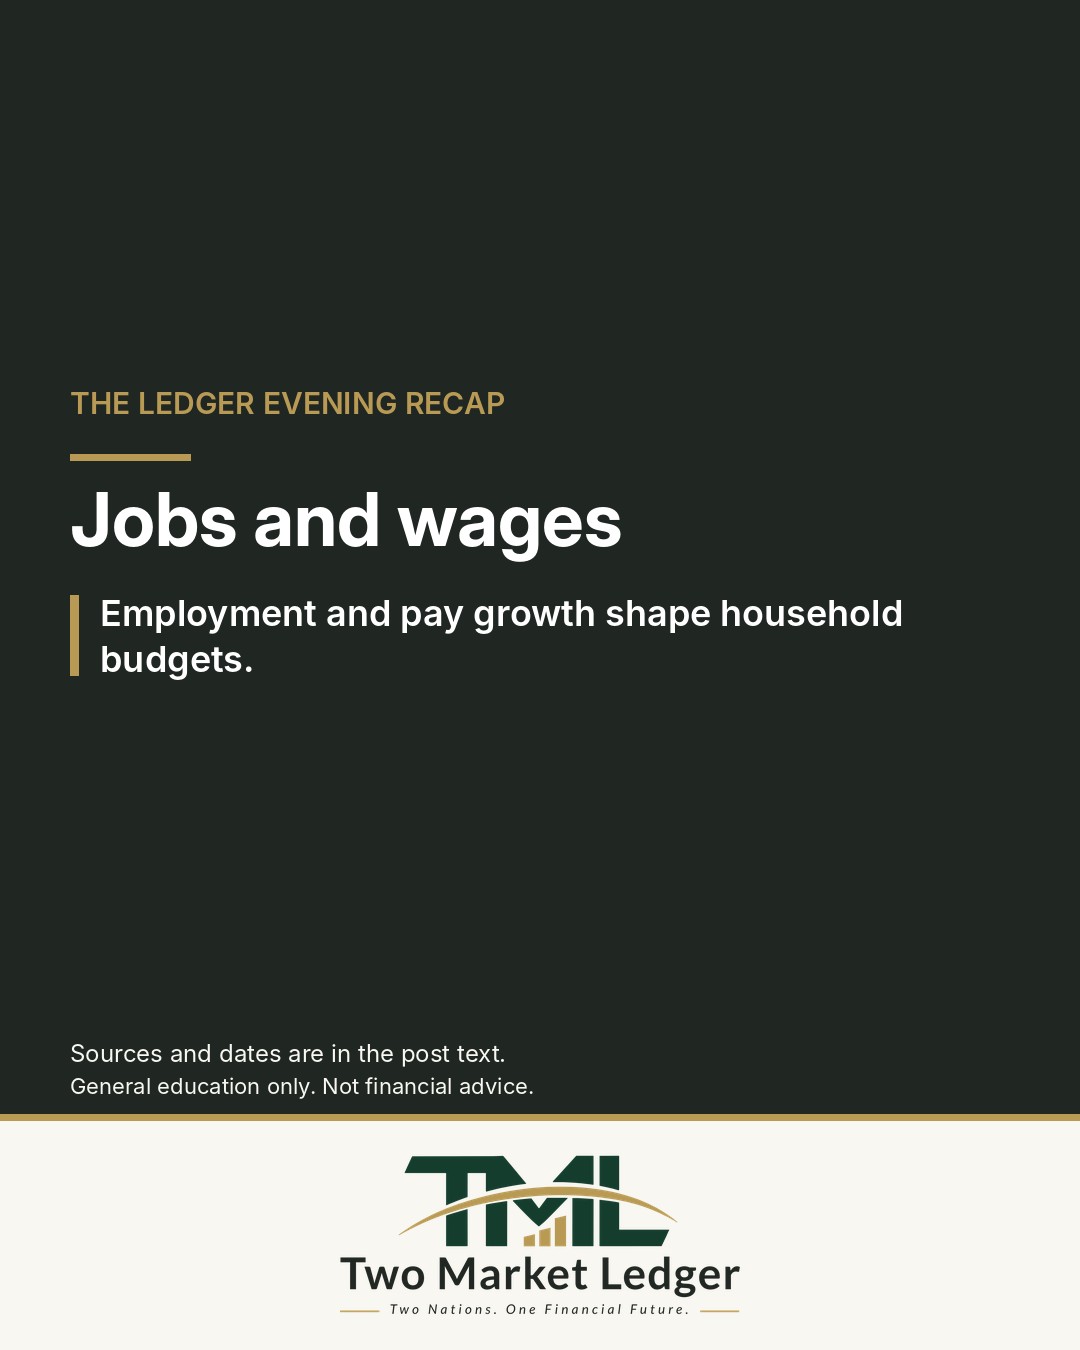 THE LEDGER EVENING RECAP
Jobs and wages
Employment and pay growth shape household
budgets.
Sources and dates are in the post text.
General education only. Not financial advice.
TML
Two Market Ledger
Two Nations. One Financial Future.